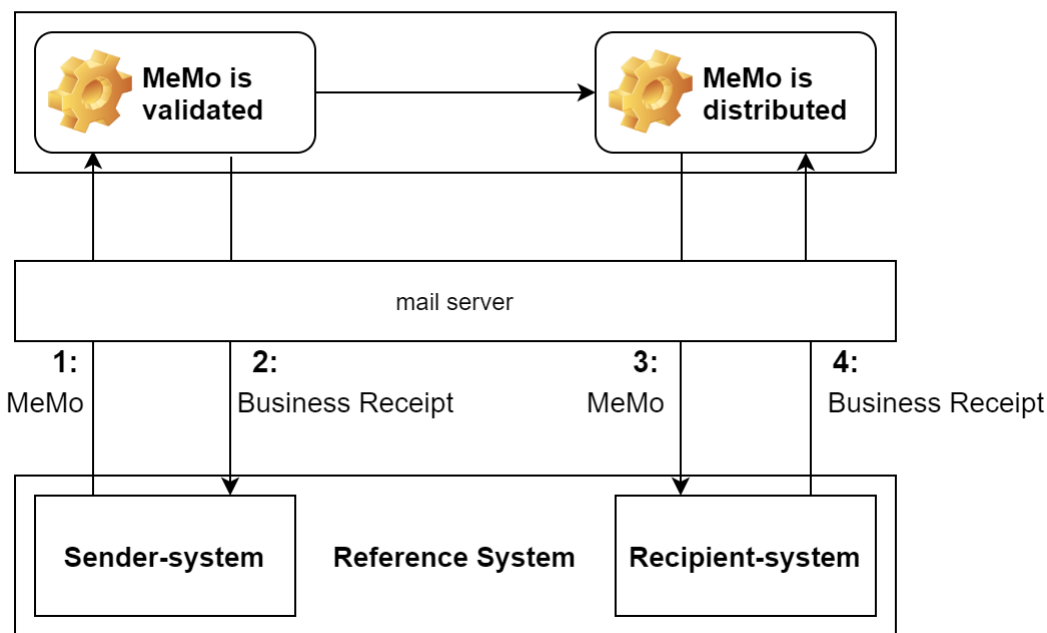 MeMo is
validated
MeMo is
distributed
mail server
1:
MeMo
2:
Business Receipt
3:
MeMo
4:
Business Receipt
Sender-system
Reference System
Recipient-system